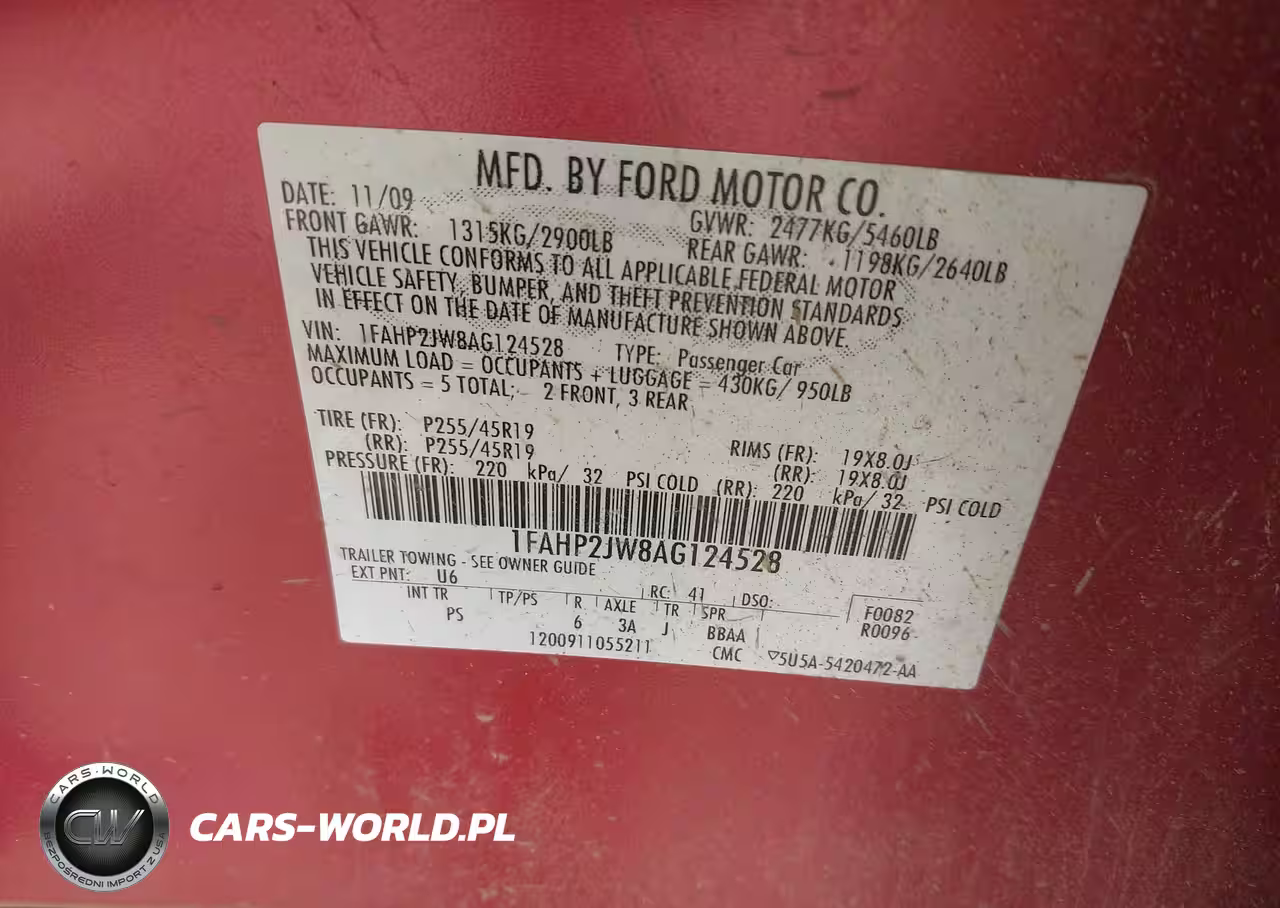 MFD. BY FORD MOTOR CO.
DATE: 11/09 GVWR: 2477KG/5460LB
FRONT GAWR: 1315KG/2900LB REAR GAWR: 1198KG/2640LB
THIS VEHICLE CONFORMS TO ALL APPLICABLE FEDERAL MOTOR
VEHICLE SAFETY, BUMPER, AND THEFT PREVENTION STANDARDS
IN EFFECT ON THE DATE OF MANUFACTURE SHOWN ABOVE.
VIN: 1FAHP2JW8AG124528 TYPE: Passenger Car
MAXIMUM LOAD = OCCUPANTS + LUGGAGE = 430KG/ 950LB
OCCUPANTS = 5 TOTAL; 2 FRONT, 3 REAR
TIRE (FR): P255/45R19 RIMS (FR): 19X8.0J
(RR): P255/45R19 (RR): 19X8.0J
PRESSURE (FR): 220 kPa/ 32 PSI COLD (RR): 220 kPa/ 32 PSI COLD
1FAHP2JW8AG124528
TRAILER TOWING - SEE OWNER GUIDE
EXT PNT: U6 RC: 41 DSO: F0082
INT TR TP/PS R AXLE TR SPR R0096
PS 6 3A J BBAA
1200911055211 CMC ▽5U5A-5420472-AA
CARS-WORLD
CW
BEZPOŚREDNI IMPORT Z USA
CARS-WORLD.PL